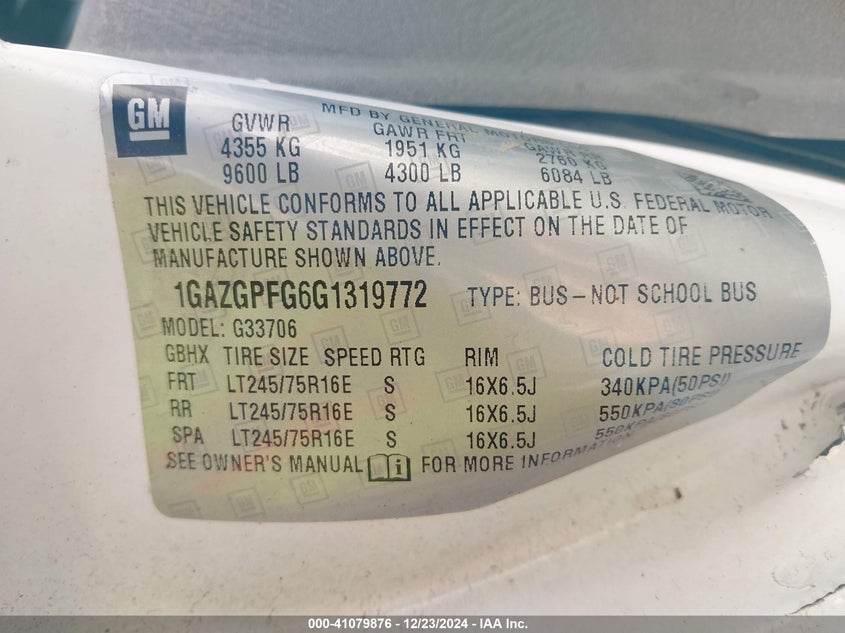 GM
MFD BY GENERAL
GVWR GAWR FRT
4355 KG 1951 KG 2760 KG
9600 LB 4300 LB 6084 LB
THIS VEHICLE CONFORMS TO ALL APPLICABLE U.S. FEDERAL MOTOR
VEHICLE SAFETY STANDARDS IN EFFECT ON THE DATE OF
MANUFACTURE SHOWN ABOVE.
1GAZGPFG6G1319772 TYPE: BUS – NOT SCHOOL BUS
MODEL: G33706
GBHX TIRE SIZE SPEED RTG RIM COLD TIRE PRESSURE
FRT LT245/75R16E S 16X6.5J 340KPA(50PSI)
RR LT245/75R16E S 16X6.5J 550KPA(80PSI)
SPA LT245/75R16E S 16X6.5J
SEE OWNER'S MANUAL FOR MORE INFORMATION
000-41079876 - 12/23/2024 - IAA Inc.